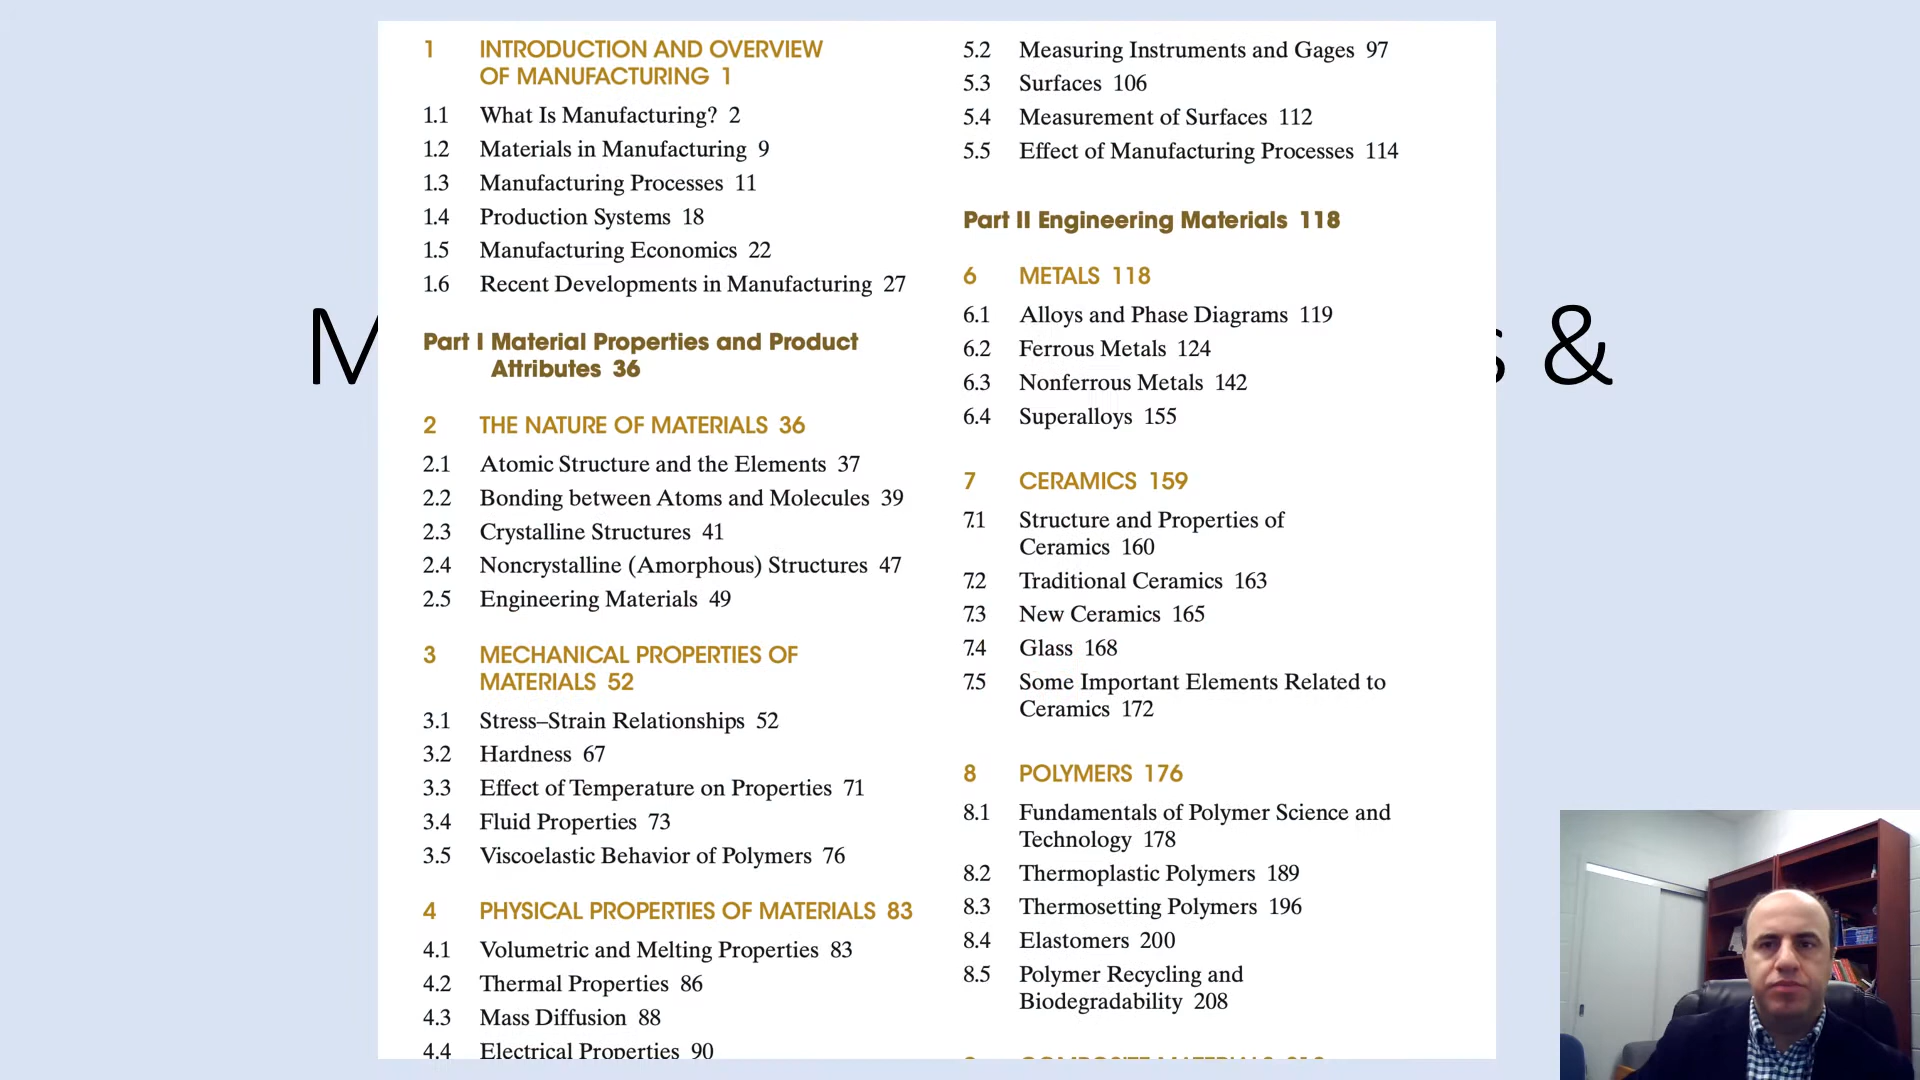 1 INTRODUCTION AND OVERVIEW
OF MANUFACTURING 1
1.1 What Is Manufacturing? 2
1.2 Materials in Manufacturing 9
1.3 Manufacturing Processes 11
1.4 Production Systems 18
1.5 Manufacturing Economics 22
1.6 Recent Developments in Manufacturing 27
Part I Material Properties and Product
Attributes 36
2 THE NATURE OF MATERIALS 36
2.1 Atomic Structure and the Elements 37
2.2 Bonding between Atoms and Molecules 39
2.3 Crystalline Structures 41
2.4 Noncrystalline (Amorphous) Structures 47
2.5 Engineering Materials 49
3 MECHANICAL PROPERTIES OF
MATERIALS 52
3.1 Stress–Strain Relationships 52
3.2 Hardness 67
3.3 Effect of Temperature on Properties 71
3.4 Fluid Properties 73
3.5 Viscoelastic Behavior of Polymers 76
4 PHYSICAL PROPERTIES OF MATERIALS 83
4.1 Volumetric and Melting Properties 83
4.2 Thermal Properties 86
4.3 Mass Diffusion 88
4.4 Electrical Properties 90
5.2 Measuring Instruments and Gages 97
5.3 Surfaces 106
5.4 Measurement of Surfaces 112
5.5 Effect of Manufacturing Processes 114
Part II Engineering Materials 118
6 METALS 118
6.1 Alloys and Phase Diagrams 119
6.2 Ferrous Metals 124
6.3 Nonferrous Metals 142
6.4 Superalloys 155
7 CERAMICS 159
7.1 Structure and Properties of
Ceramics 160
7.2 Traditional Ceramics 163
7.3 New Ceramics 165
7.4 Glass 168
7.5 Some Important Elements Related to
Ceramics 172
8 POLYMERS 176
8.1 Fundamentals of Polymer Science and
Technology 178
8.2 Thermoplastic Polymers 189
8.3 Thermosetting Polymers 196
8.4 Elastomers 200
8.5 Polymer Recycling and
Biodegradability 208
&